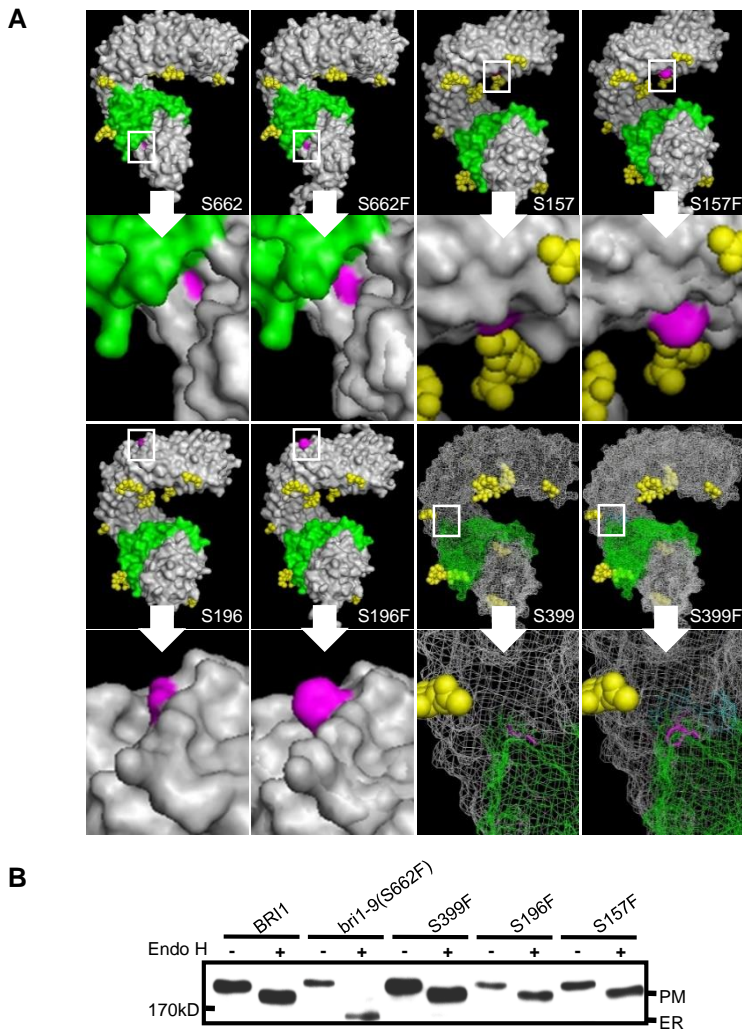 A
S662
S662F
S157
S157F
S196
S196F
S399
S399F
B
BRI1
bri1-9(S662F)
S399F
S196F
S157F
Endo H - + - + - + - + - +
170kD
PM
ER